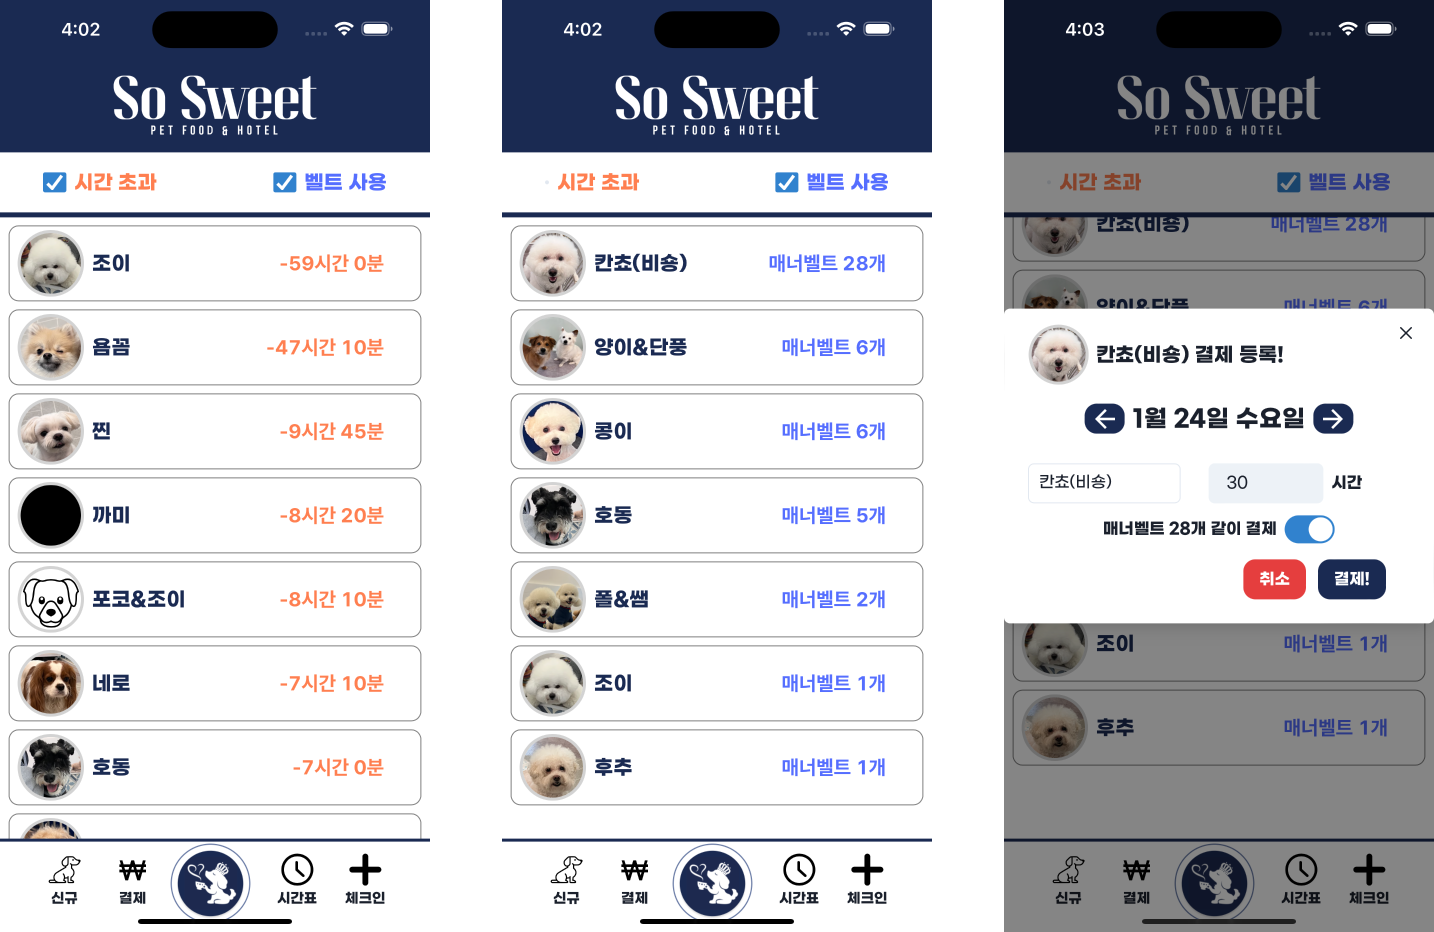 4:02
So Sweet
PET FOOD & HOTEL
시간 초과
벨트 사용
조이
-59시간 0분
욤꼼
-47시간 10분
찐
-9시간 45분
까미
-8시간 20분
포코&조이
-8시간 10분
네로
-7시간 10분
호동
-7시간 0분
신규
결제
시간표
체크인
4:02
So Sweet
PET FOOD & HOTEL
시간 초과
벨트 사용
칸쵸(비숑)
매너벨트 28개
양이&단풍
매너벨트 6개
콩이
매너벨트 6개
호동
매너벨트 5개
폴&쌤
매너벨트 2개
조이
매너벨트 1개
후추
매너벨트 1개
신규
결제
시간표
체크인
4:03
So Sweet
PET FOOD & HOTEL
시간 초과
벨트 사용
칸쵸(비숑)
매너벨트 28개
양이&단풍
매너벨트 6개
칸쵸(비숑) 결제 등록!
1월 24일 수요일
칸쵸(비숑)
30
시간
매너벨트 28개 같이 결제
취소
결제!
조이
매너벨트 1개
후추
매너벨트 1개
신규
결제
시간표
체크인